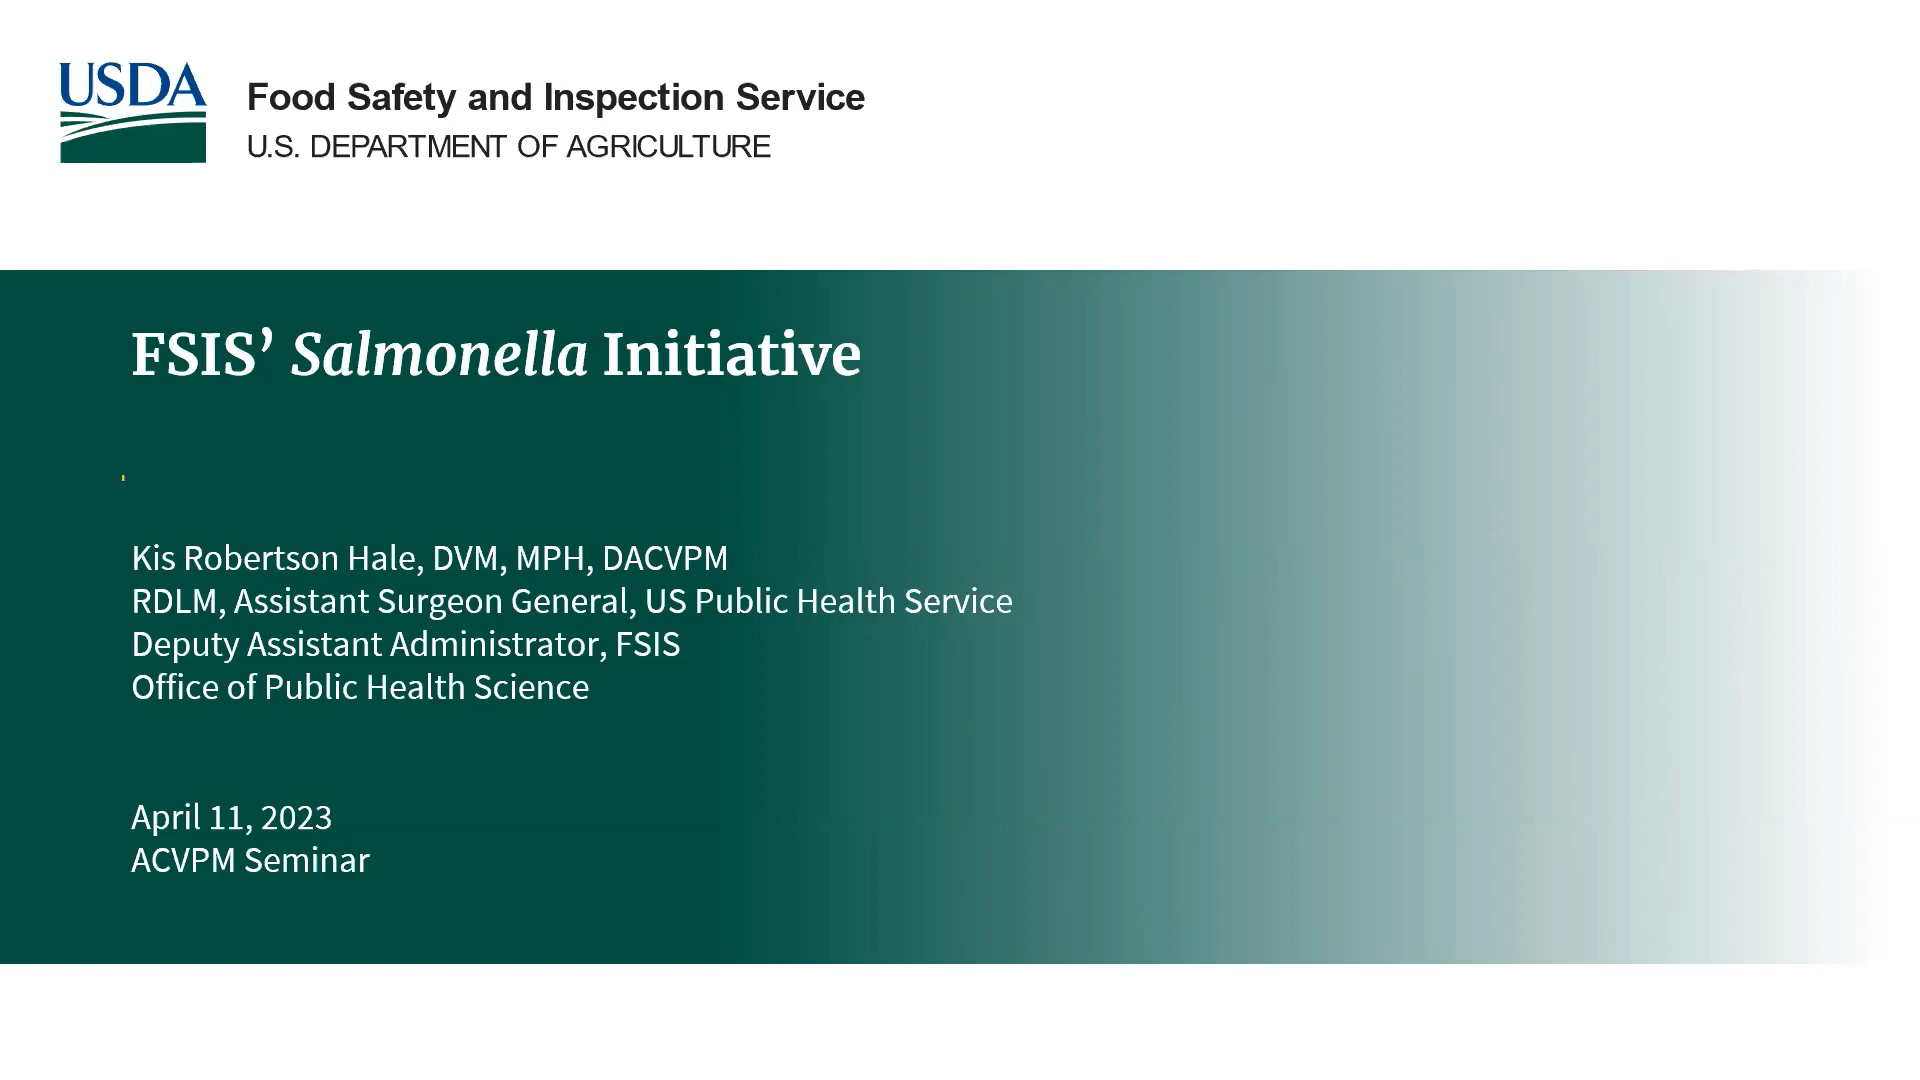 USDA
Food Safety and Inspection Service
U.S. DEPARTMENT OF AGRICULTURE
FSIS’ Salmonella Initiative
Kis Robertson Hale, DVM, MPH, DACVPM
RDLM, Assistant Surgeon General, US Public Health Service
Deputy Assistant Administrator, FSIS
Office of Public Health Science
April 11, 2023
ACVPM Seminar